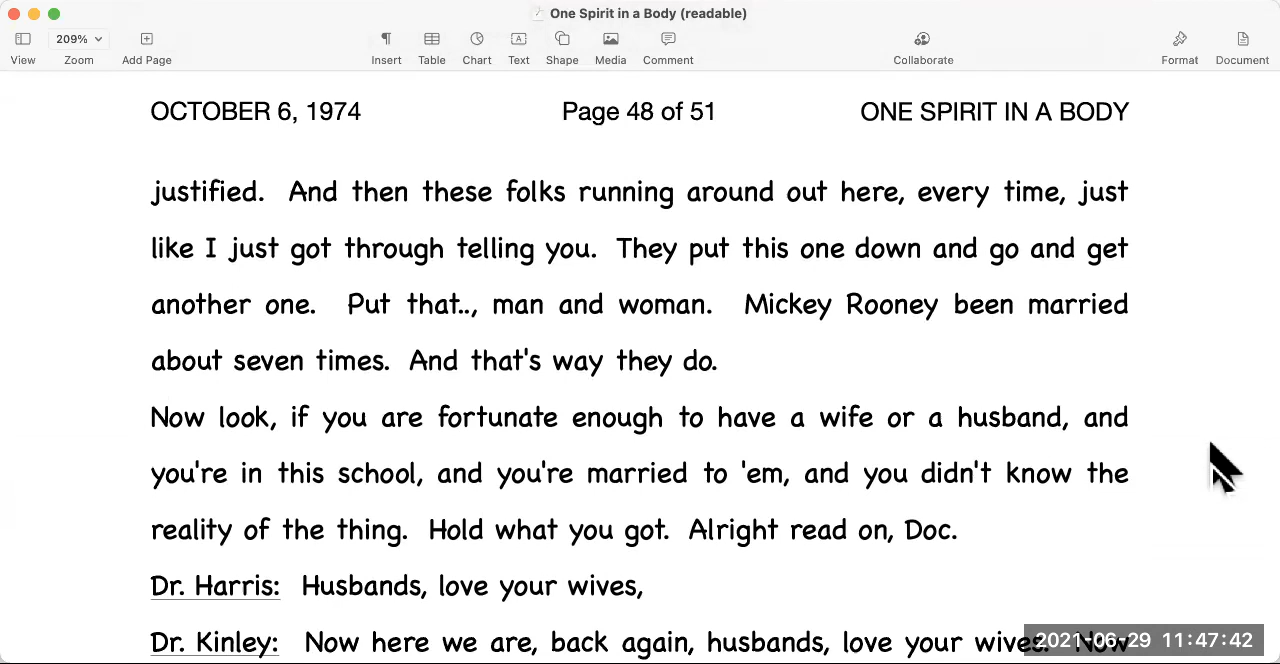 One Spirit in a Body (readable)
209%
View Zoom Add Page Insert Table Chart Text Shape Media Comment Collaborate Format Document
OCTOBER 6, 1974 Page 48 of 51 ONE SPIRIT IN A BODY
justified. And then these folks running around out here, every time, just
like I just got through telling you. They put this one down and go and get
another one. Put that.., man and woman. Mickey Rooney been married
about seven times. And that's way they do.
Now look, if you are fortunate enough to have a wife or a husband, and
you're in this school, and you're married to 'em, and you didn't know the
reality of the thing. Hold what you got. Alright read on, Doc.
Dr. Harris: Husbands, love your wives,
Dr. Kinley: Now here we are, back again, husbands, love your wives. Now
2021-06-29 11:47:42